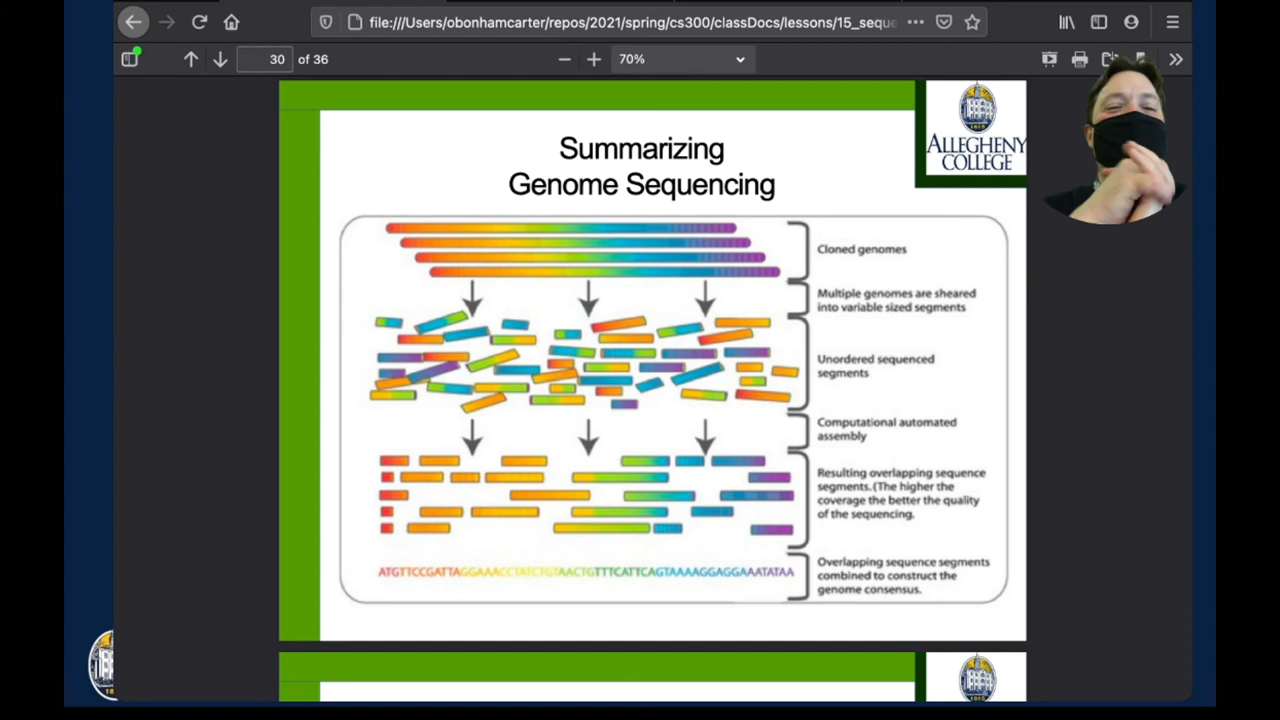 file:///Users/obonhamcarter/repos/2021/spring/cs300/classDocs/lessons/15_seque
30 of 36
70%
ALLEGHENY
COLLEGE
Summarizing
Genome Sequencing
Cloned genomes
Multiple genomes are sheared
into variable sized segments
Unordered sequenced
segments
Computational automated
assembly
Resulting overlapping sequence
segments. (The higher the
coverage the better the quality
of the sequencing.
ATGTTCCGATTAGGAAACCTATCTGTAACTGTTTCATTCAGTAAAAGGAGGAAATATAA
Overlapping sequence segments
combined to construct the
genome consensus.